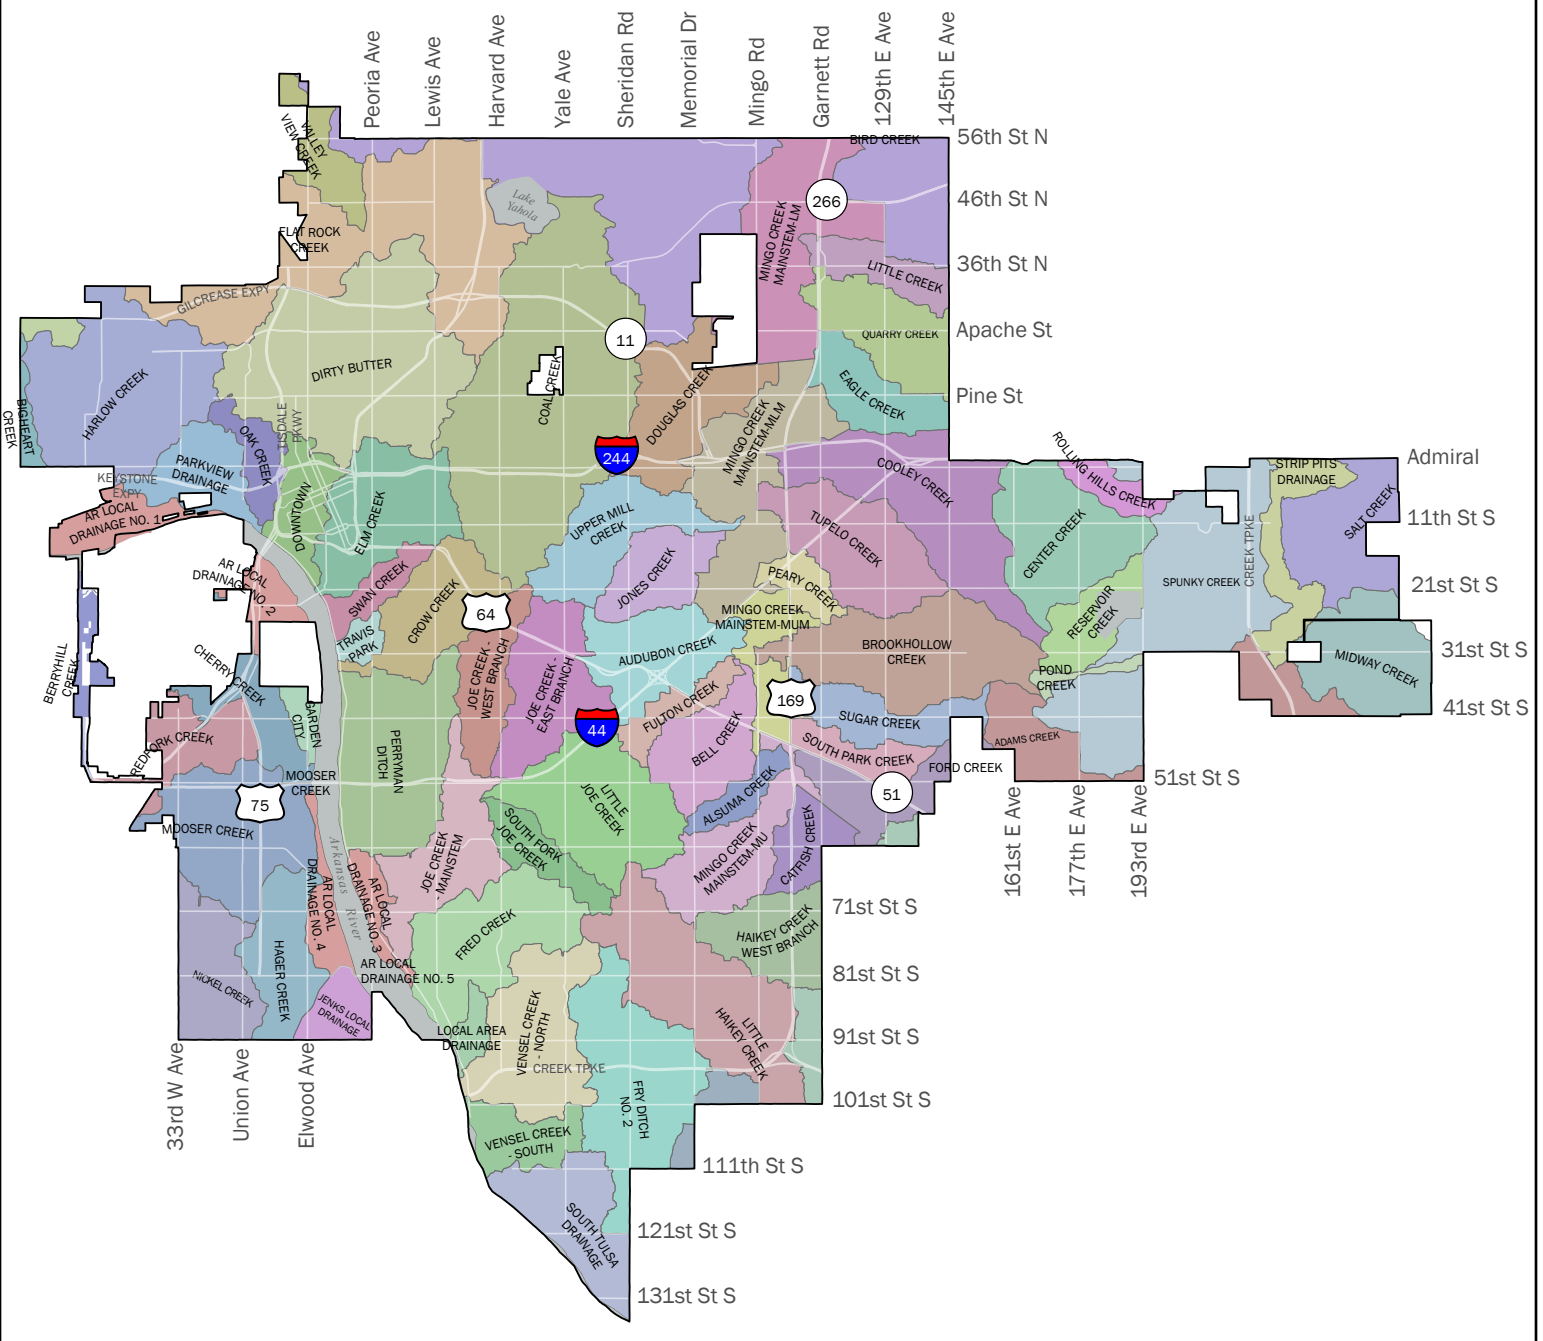 Peoria Ave
Lewis Ave
Harvard Ave
Yale Ave
Sheridan Rd
Memorial Dr
Mingo Rd
Garnett Rd
129th E Ave
145th E Ave
56th St N
46th St N
36th St N
Apache St
Pine St
Admiral
11th St S
21st St S
31st St S
41st St S
51st St S
161st E Ave
177th E Ave
193rd E Ave
71st St S
81st St S
91st St S
101st St S
111th St S
121st St S
131st St S
33rd W Ave
Union Ave
Elwood Ave
VALLEY
VIEW CREEK
BIRD CREEK
Lake
Yahola
266
FLAT ROCK
CREEK
MINGO CREEK
MAINSTEM-LM
LITTLE CREEK
GILCREASE EXPY
QUARRY CREEK
11
DIRTY BUTTER
COAL CREEK
EAGLE CREEK
HARLOW CREEK
BIGHEART
CREEK
DOUGLAS CREEK
MINGO CREEK
MAINSTEM-MLM
TISDALE
PKWY
OAK CREEK
PARKVIEW
DRAINAGE
KEYSTONE
EXPY
244
COOLEY CREEK
ROLLING HILLS CREEK
STRIP PITS
DRAINAGE
SALT CREEK
AR LOCAL
DRAINAGE NO. 1
DOWNTOWN
ELM CREEK
UPPER MILL
CREEK
TUPELO CREEK
CENTER CREEK
CREEK TPKE
SPUNKY CREEK
AR LOCAL
DRAINAGE NO. 2
SWAN CREEK
CROW CREEK
JONES CREEK
PEARY CREEK
RESERVOIR
CREEK
64
MINGO CREEK
MAINSTEM-MUM
TRAVIS
PARK
AUDUBON CREEK
BROOKHOLLOW
CREEK
MIDWAY CREEK
BERRYHILL
CREEK
CHERRY CREEK
JOE CREEK -
WEST BRANCH
JOE CREEK -
EAST BRANCH
FULTON CREEK
169
POND
CREEK
GARDEN
CITY
44
BELL CREEK
SUGAR CREEK
ADAMS CREEK
REDFORK CREEK
PERRYMAN
DITCH
SOUTH PARK CREEK
FORD CREEK
MOOSER
CREEK
75
51
MOOSER CREEK
LITTLE
JOE CREEK
ALSUMA CREEK
SOUTH FORK
JOE CREEK
MINGO CREEK
MAINSTEM-MU
CATFISH CREEK
JOE CREEK
- MAINSTEM
Arkansas River
AR LOCAL
DRAINAGE NO. 4
AR LOCAL
DRAINAGE NO. 3
FRED CREEK
HAIKEY CREEK
WEST BRANCH
NICKEL CREEK
HAGER CREEK
AR LOCAL
DRAINAGE NO. 5
JENKS LOCAL
DRAINAGE
LOCAL AREA
DRAINAGE
VENSEL CREEK
- NORTH
LITTLE
HAIKEY CREEK
CREEK TPKE
FRY DITCH
NO. 2
VENSEL CREEK
- SOUTH
SOUTH TULSA
DRAINAGE